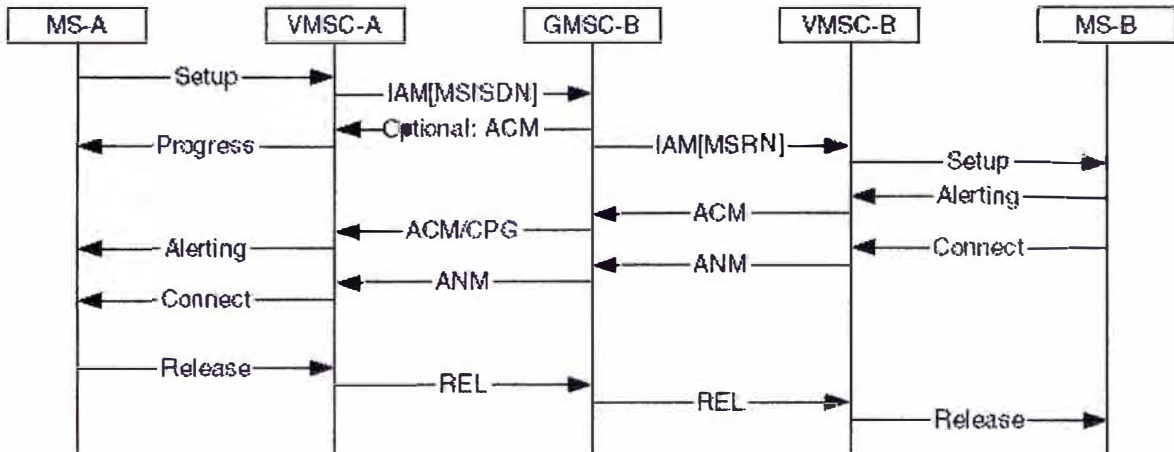 MS-A VMSC-A GMSC-B VMSC-B MS-B
Setup
IAM[MSISDN]
Optional: ACM
Progress
IAM[MSRN]
Setup
Alerting
ACM
ACM/CPG
Alerting
Connect
ANM
ANM
Connect
Release
REL
REL
Release